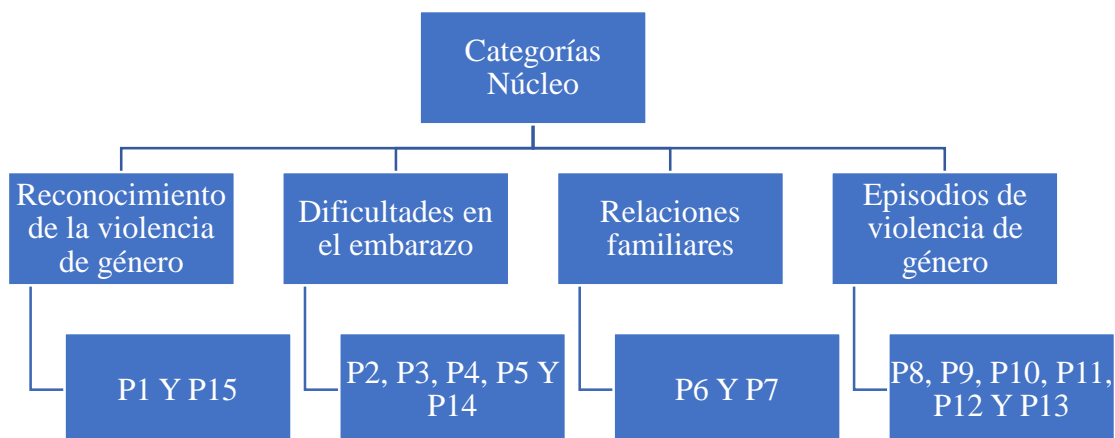 Categorías
Núcleo
Reconocimiento
de la violencia
de género
Dificultades en
el embarazo
Relaciones
familiares
Episodios de
violencia de
género
P1 Y P15
P2, P3, P4, P5 Y
P14
P6 Y P7
P8, P9, P10, P11,
P12 Y P13